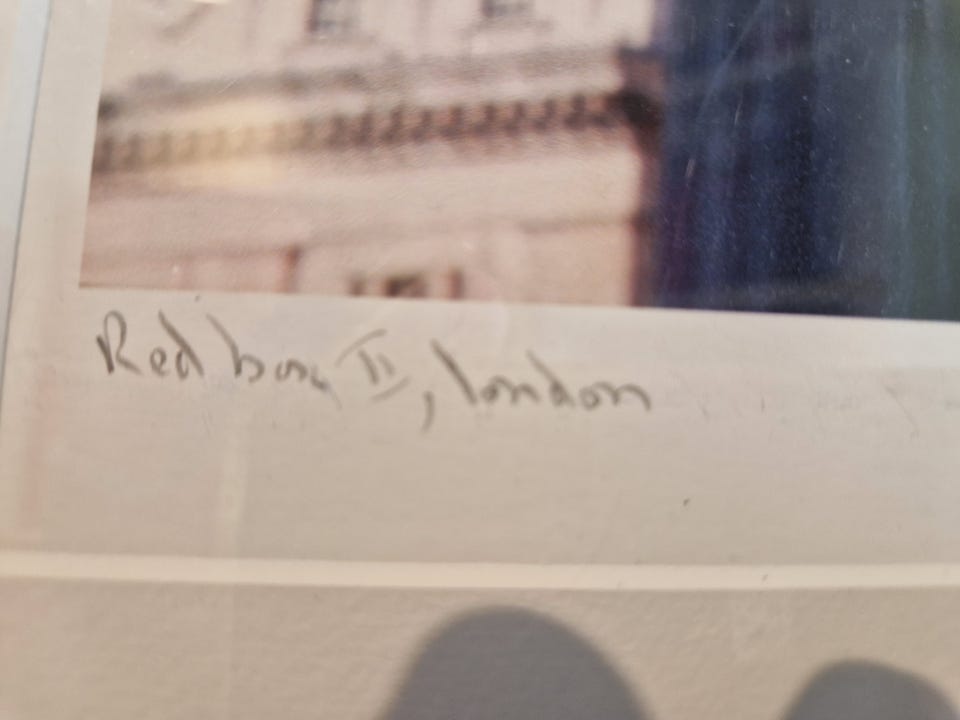 Red box II, london